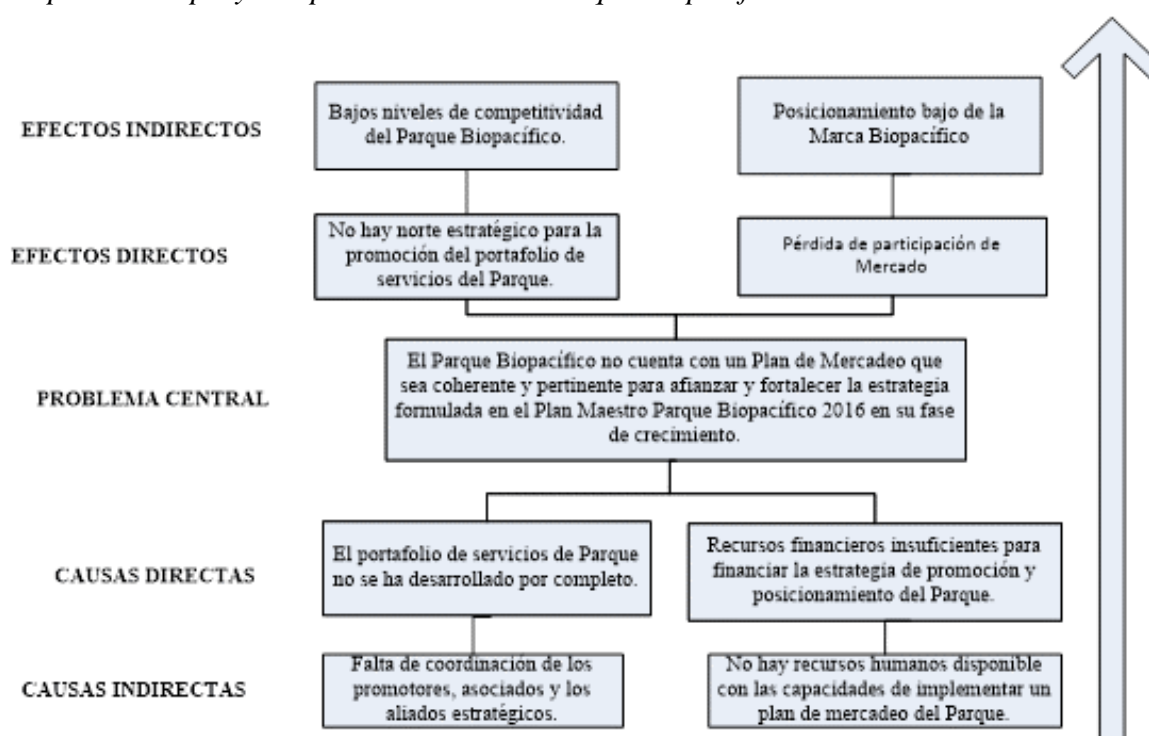 EFECTOS INDIRECTOS
Bajos niveles de competitividad
del Parque Biopacífico.
Posicionamiento bajo de la
Marca Biopacífico
EFECTOS DIRECTOS
No hay norte estratégico para la
promoción del portafolio de
servicios del Parque.
Pérdida de participación de
Mercado
PROBLEMA CENTRAL
El Parque Biopacífico no cuenta con un Plan de Mercadeo que
sea coherente y pertinente para afianzar y fortalecer la estrategia
formulada en el Plan Maestro Parque Biopacífico 2016 en su fase
de crecimiento.
CAUSAS DIRECTAS
El portafolio de servicios de Parque
no se ha desarrollado por completo.
Recursos financieros insuficientes para
financiar la estrategia de promoción y
posicionamiento del Parque.
CAUSAS INDIRECTAS
Falta de coordinación de los
promotores, asociados y los
aliados estratégicos.
No hay recursos humanos disponible
con las capacidades de implementar un
plan de mercadeo del Parque.